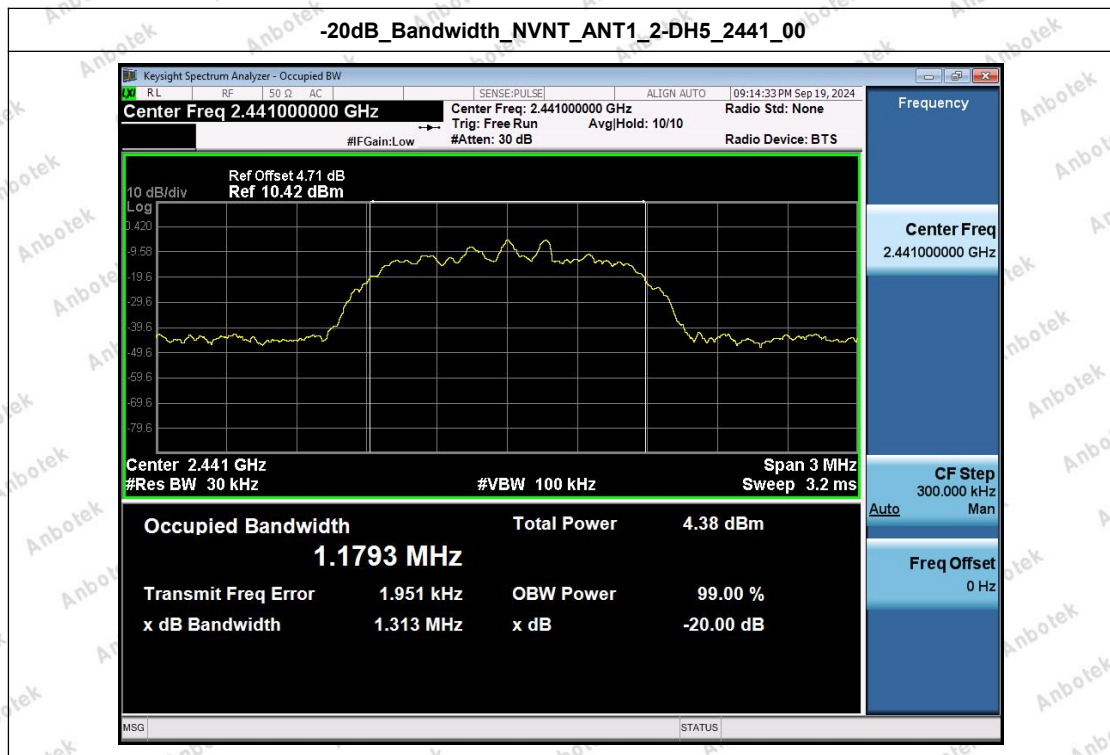 -20dB_Bandwidth_NVNT_ANT1_2-DH5_2441_00
Keysight Spectrum Analyzer - Occupied BW
LXI RL RF 50 Ω AC SENSE:PULSE ALIGN AUTO 09:14:33 PM Sep 19, 2024
Center Freq 2.441000000 GHz
Center Freq: 2.441000000 GHz Radio Std: None
Trig: Free Run Avg|Hold: 10/10
#IFGain:Low #Atten: 30 dB Radio Device: BTS
Ref Offset 4.71 dB
10 dB/div Ref 10.42 dBm
Log
0.420
-9.58
-19.6
-29.6
-39.6
-49.6
-59.6
-69.6
-79.6
Center 2.441 GHz Span 3 MHz
#Res BW 30 kHz #VBW 100 kHz Sweep 3.2 ms
Occupied Bandwidth Total Power 4.38 dBm
1.1793 MHz
Transmit Freq Error 1.951 kHz OBW Power 99.00 %
x dB Bandwidth 1.313 MHz x dB -20.00 dB
MSG STATUS
Frequency
Center Freq
2.441000000 GHz
CF Step
300.000 kHz
Auto Man
Freq Offset
0 Hz
Anbotek